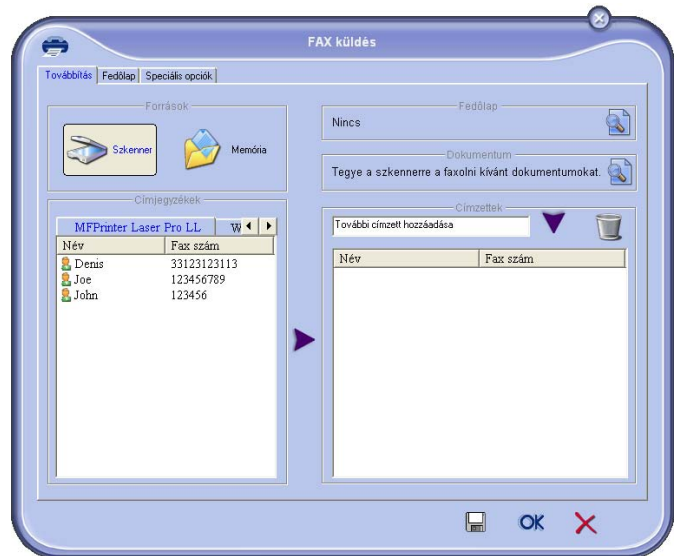 FAX küldés
Továbbítás Fedőlap Speciális opciók
Források
Szkenner
Memória
Címjegyzékek
MFPrinter Laser Pro LL W
Név Fax szám
Denis 33123123113
Joe 123456789
John 123456
Fedőlap
Nincs
Dokumentum
Tegye a szkennerre a faxolni kívánt dokumentumokat.
Címzettek
További címzett hozzáadása
Név Fax szám
OK